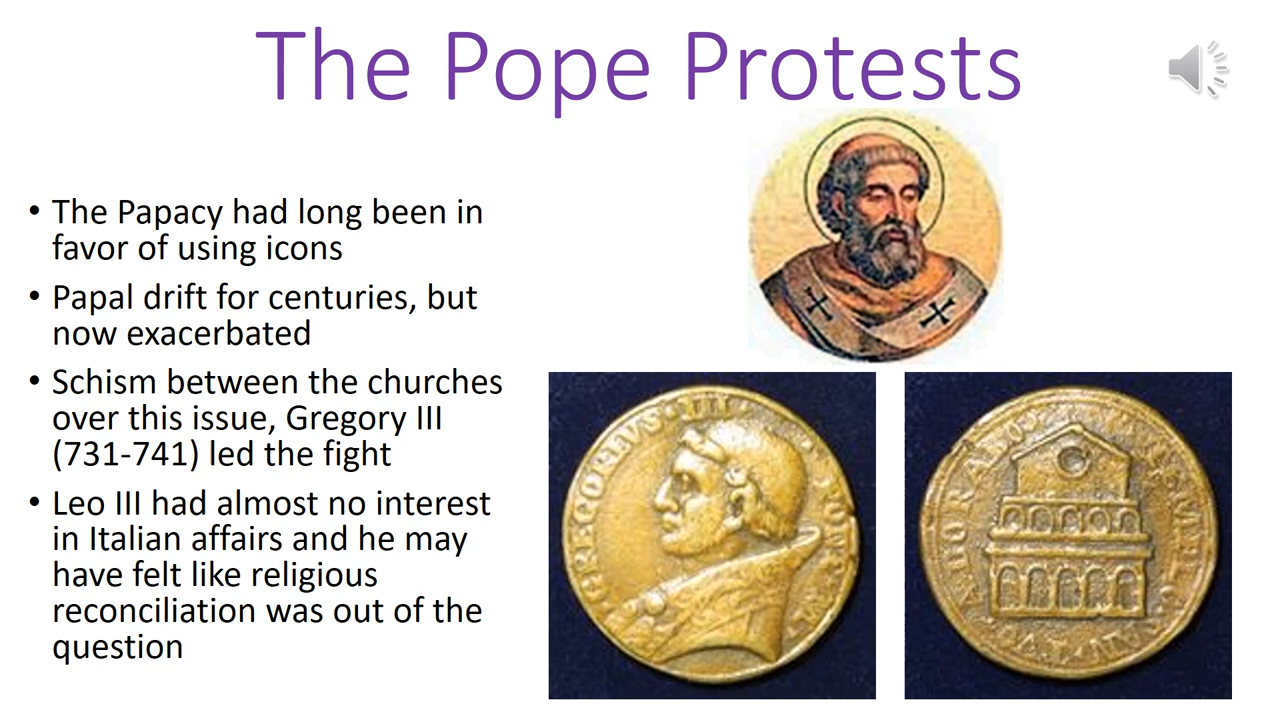 The Pope Protests
• The Papacy had long been in
favor of using icons
• Papal drift for centuries, but
now exacerbated
• Schism between the churches
over this issue, Gregory III
(731-741) led the fight
• Leo III had almost no interest
in Italian affairs and he may
have felt like religious
reconciliation was out of the
question